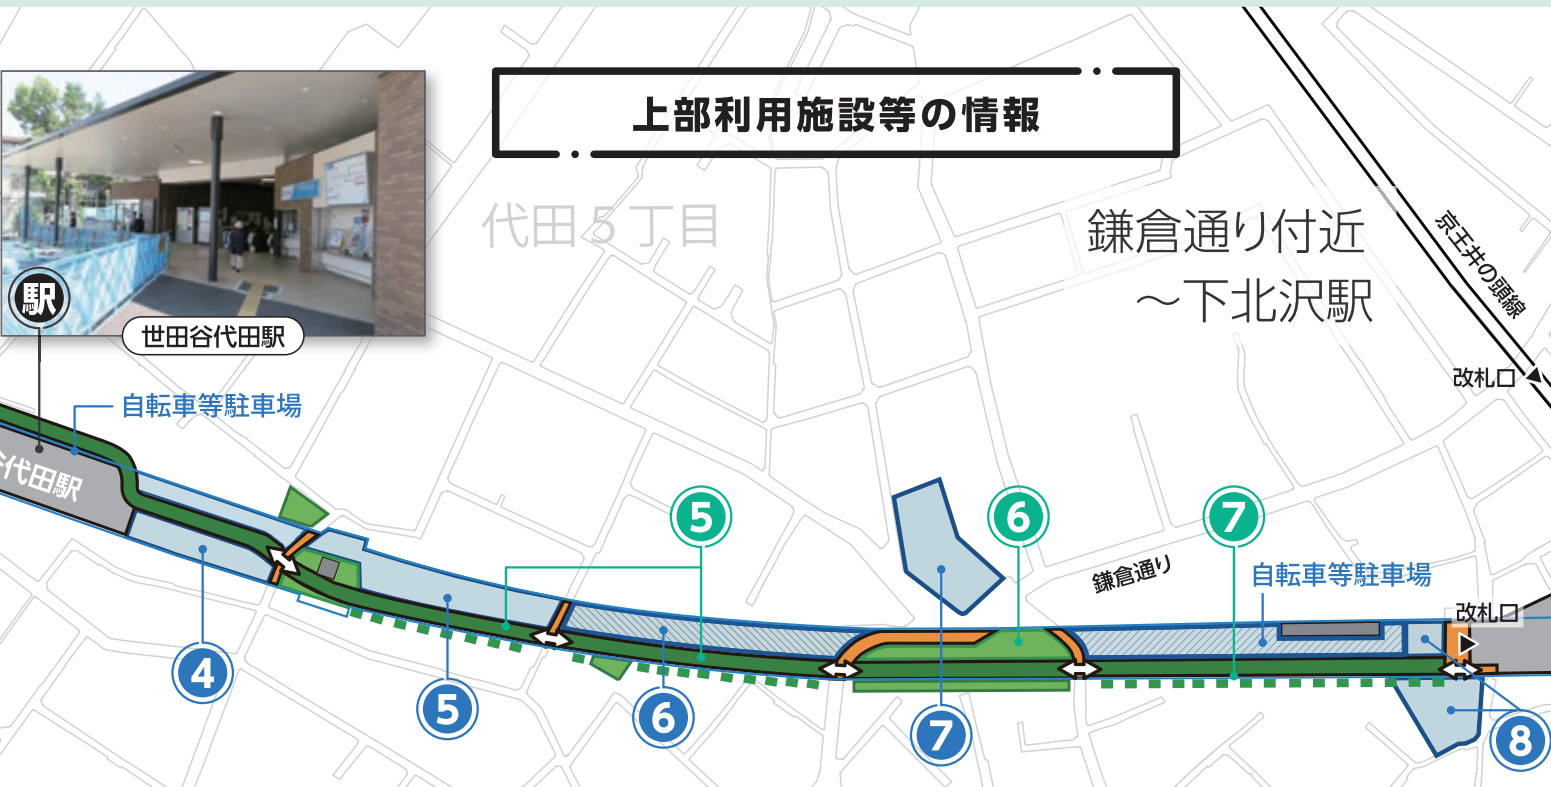 上部利用施設等の情報
代田5丁目
鎌倉通り付近
～下北沢駅
京王井の頭線
駅
世田谷代田駅
改札口
自転車等駐車場
谷代田駅
5
6
7
鎌倉通り
自転車等駐車場
改札口
4
5
6
7
8